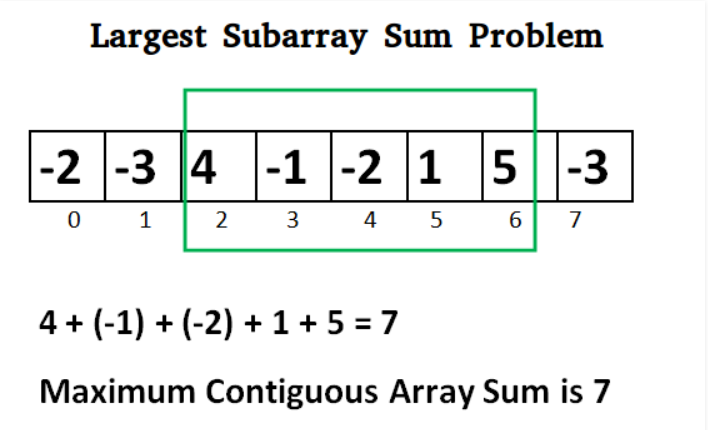 Largest Subarray Sum Problem
-2 -3 4 -1 -2 1 5 -3
0 1 2 3 4 5 6 7
4 + (-1) + (-2) + 1 + 5 = 7
Maximum Contiguous Array Sum is 7